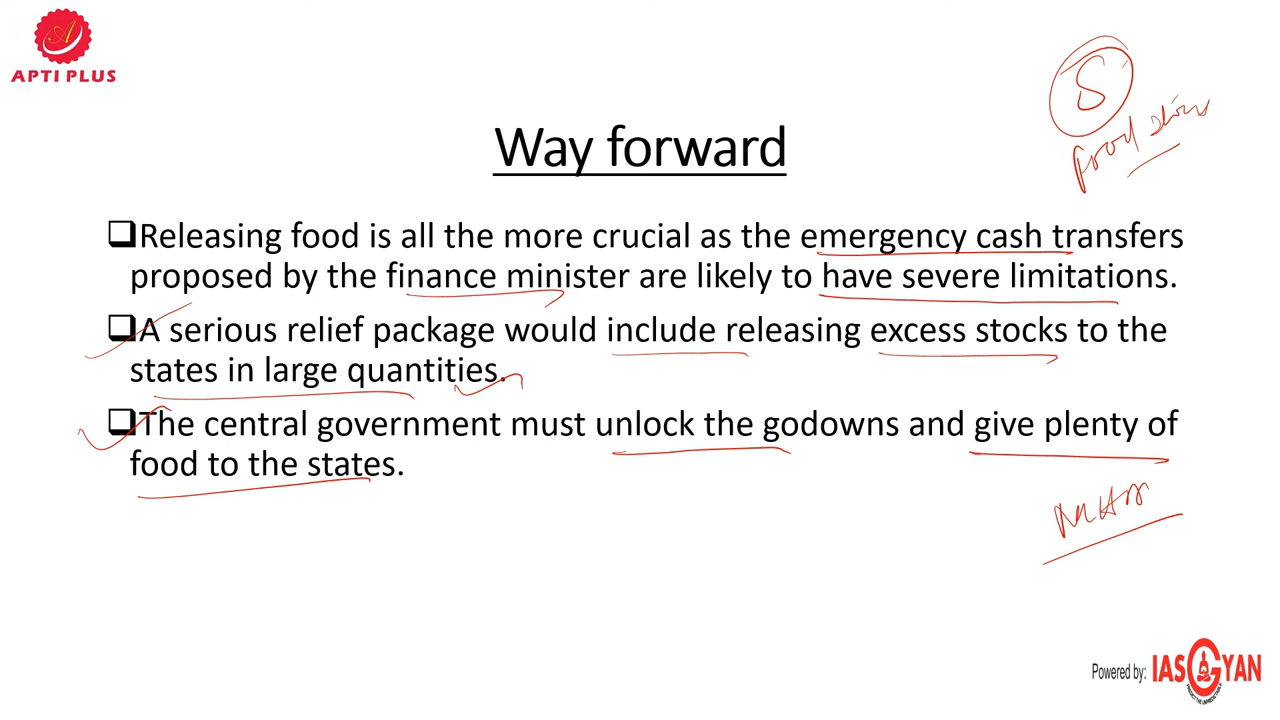 APTI PLUS
S
food
Way forward
Releasing food is all the more crucial as the emergency cash transfers
proposed by the finance minister are likely to have severe limitations.
A serious relief package would include releasing excess stocks to the
states in large quantities.
The central government must unlock the godowns and give plenty of
food to the states.
Powered by: IAS GYAN